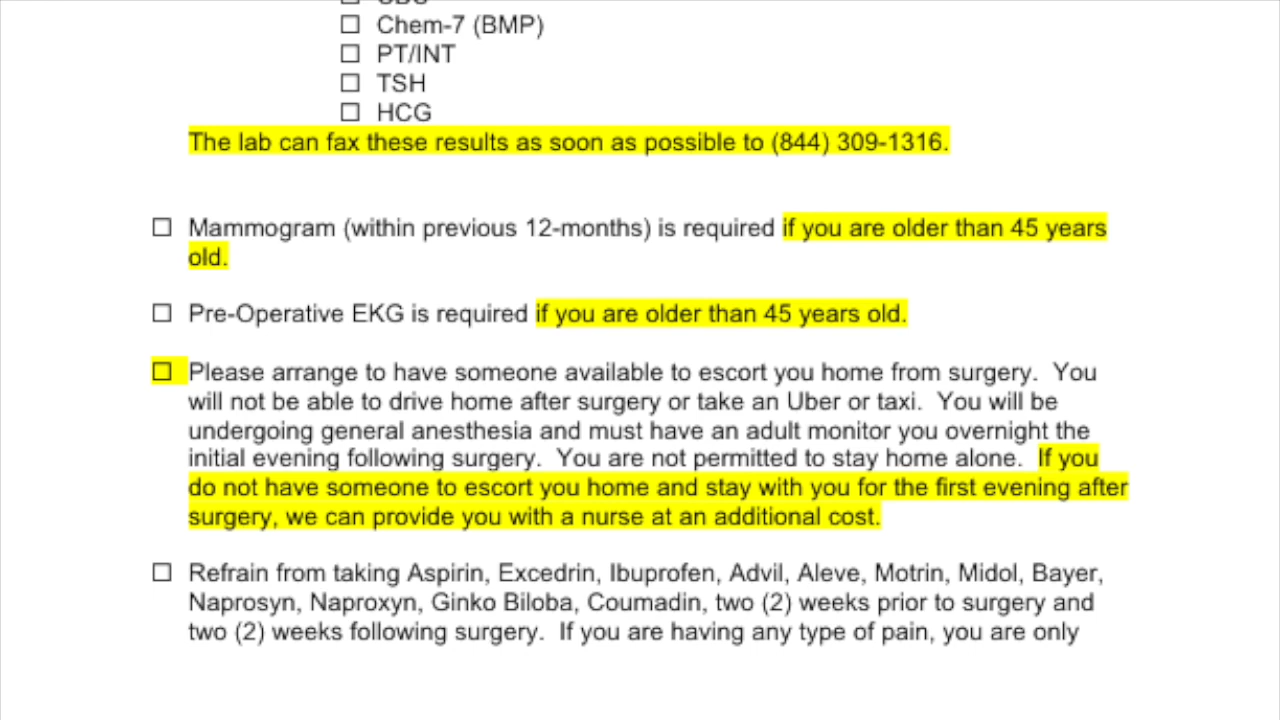 ☐ Chem-7 (BMP)
☐ PT/INT
☐ TSH
☐ HCG
The lab can fax these results as soon as possible to (844) 309-1316.
☐ Mammogram (within previous 12-months) is required if you are older than 45 years
old.
☐ Pre-Operative EKG is required if you are older than 45 years old.
☐ Please arrange to have someone available to escort you home from surgery. You
will not be able to drive home after surgery or take an Uber or taxi. You will be
undergoing general anesthesia and must have an adult monitor you overnight the
initial evening following surgery. You are not permitted to stay home alone. If you
do not have someone to escort you home and stay with you for the first evening after
surgery, we can provide you with a nurse at an additional cost.
☐ Refrain from taking Aspirin, Excedrin, Ibuprofen, Advil, Aleve, Motrin, Midol, Bayer,
Naprosyn, Naproxyn, Ginko Biloba, Coumadin, two (2) weeks prior to surgery and
two (2) weeks following surgery. If you are having any type of pain, you are only